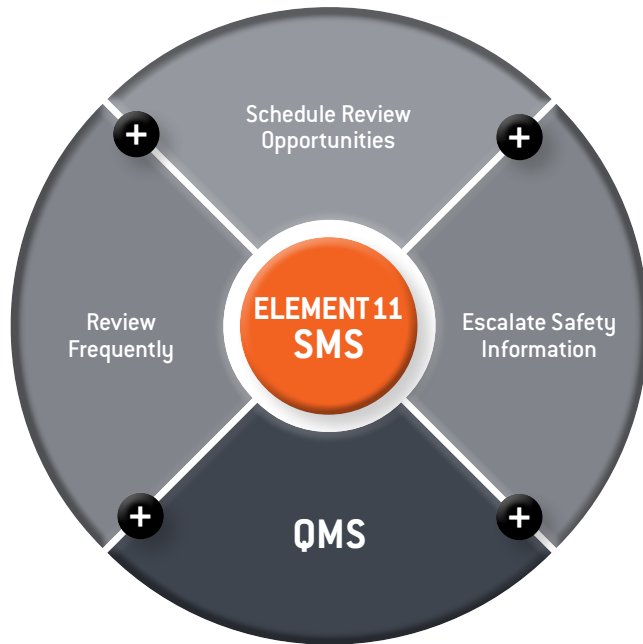 Schedule Review
Opportunities
+
+
ELEMENT 11
SMS
Review
Frequently
Escalate Safety
Information
+
+
QMS